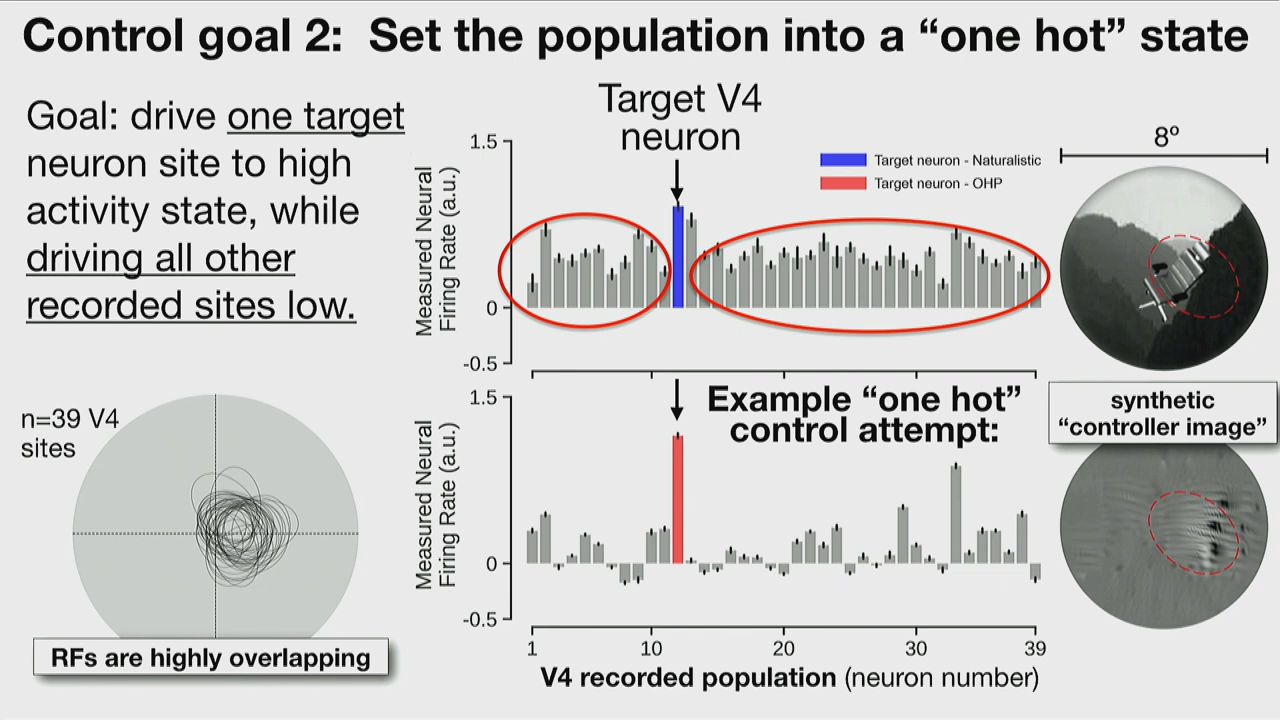 Control goal 2: Set the population into a “one hot” state
Goal: drive one target
neuron site to high
activity state, while
driving all other
recorded sites low.
n=39 V4
sites
RFs are highly overlapping
Target V4
neuron
Target neuron - Naturalistic
Target neuron - OHP
Measured Neural
Firing Rate (a.u.)
1.5
0
-0.5
8º
Example “one hot”
control attempt:
Measured Neural
Firing Rate (a.u.)
1.5
0
-0.5
1 10 20 30 39
V4 recorded population (neuron number)
synthetic
“controller image”